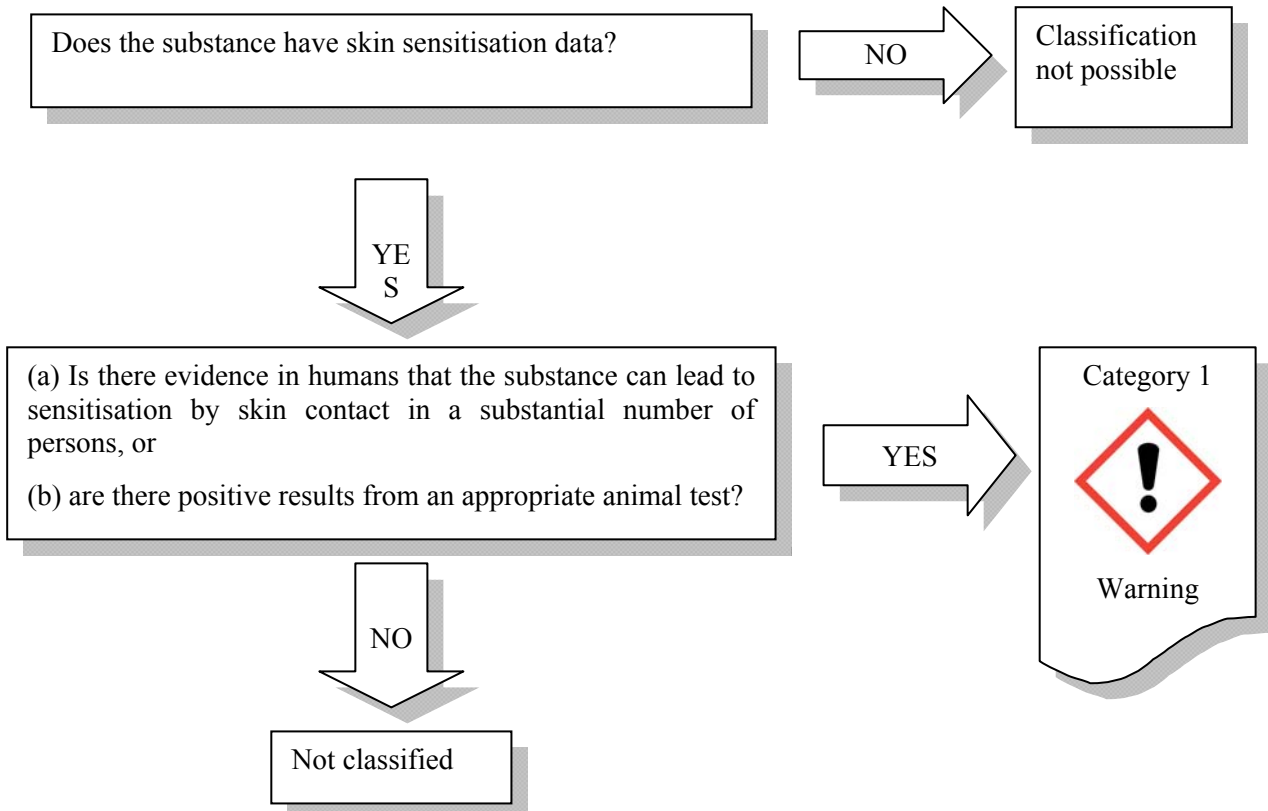 Does the substance have skin sensitisation data?
NO
Classification
not possible
YE
S
(a) Is there evidence in humans that the substance can lead to
sensitisation by skin contact in a substantial number of
persons, or
(b) are there positive results from an appropriate animal test?
YES
Category 1
Warning
NO
Not classified